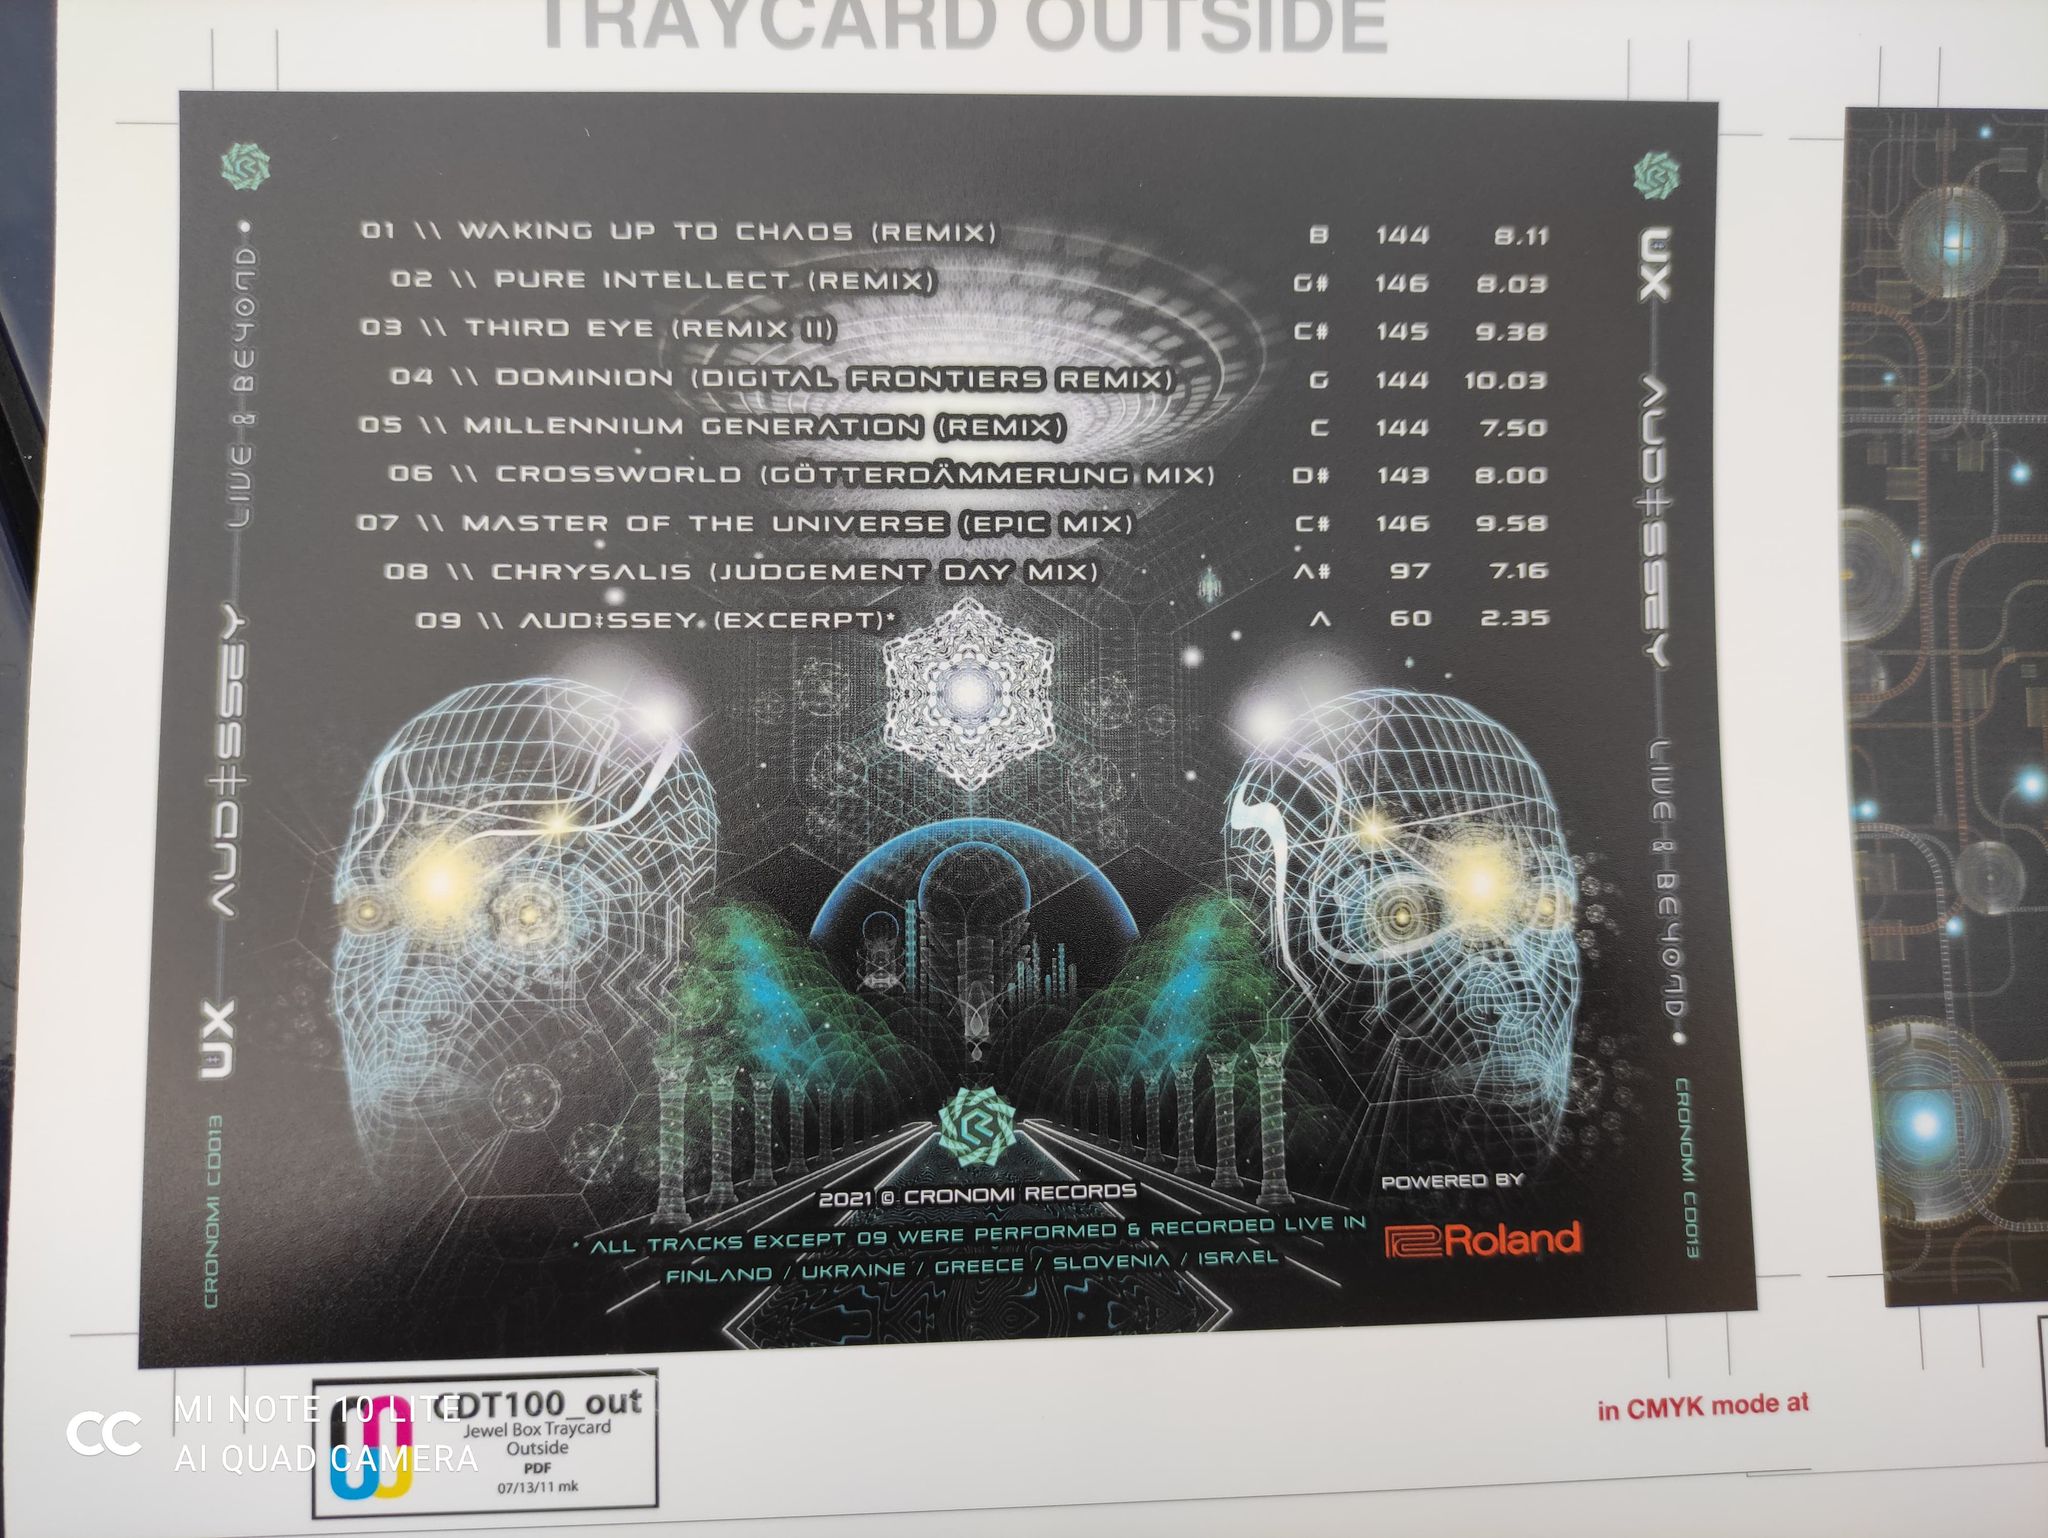 TRAYCARD OUTSIDE
01 \\ WAKING UP TO CHAOS (REMIX) B 144 8.11
02 \\ PURE INTELLECT (REMIX) G# 146 8.03
03 \\ THIRD EYE (REMIX II) C# 145 9.38
04 \\ DOMINION (DIGITAL FRONTIERS REMIX) G 144 10.03
05 \\ MILLENNIUM GENERATION (REMIX) C 144 7.50
06 \\ CROSSWORLD (GÖTTERDÄMMERUNG MIX) D# 143 8.00
07 \\ MASTER OF THE UNIVERSE (EPIC MIX) C# 146 9.58
08 \\ CHRYSALIS (JUDGEMENT DAY MIX) A# 97 7.16
09 \\ AUD‡SSEY (EXCERPT)* A 60 2.35
CRONOMI CD013 UX AUD‡SSEY LIVE & BEYOND
UX AUD‡SSEY LIVE & BEYOND CRONOMI CD013
2021 © CRONOMI RECORDS
* ALL TRACKS EXCEPT 09 WERE PERFORMED & RECORDED LIVE IN
FINLAND / UKRAINE / GREECE / SLOVENIA / ISRAEL
POWERED BY
Roland
CDT100_out
Jewel Box Traycard
Outside
PDF
07/13/11 mk
in CMYK mode at
MI NOTE 10 LITE
AI QUAD CAMERA